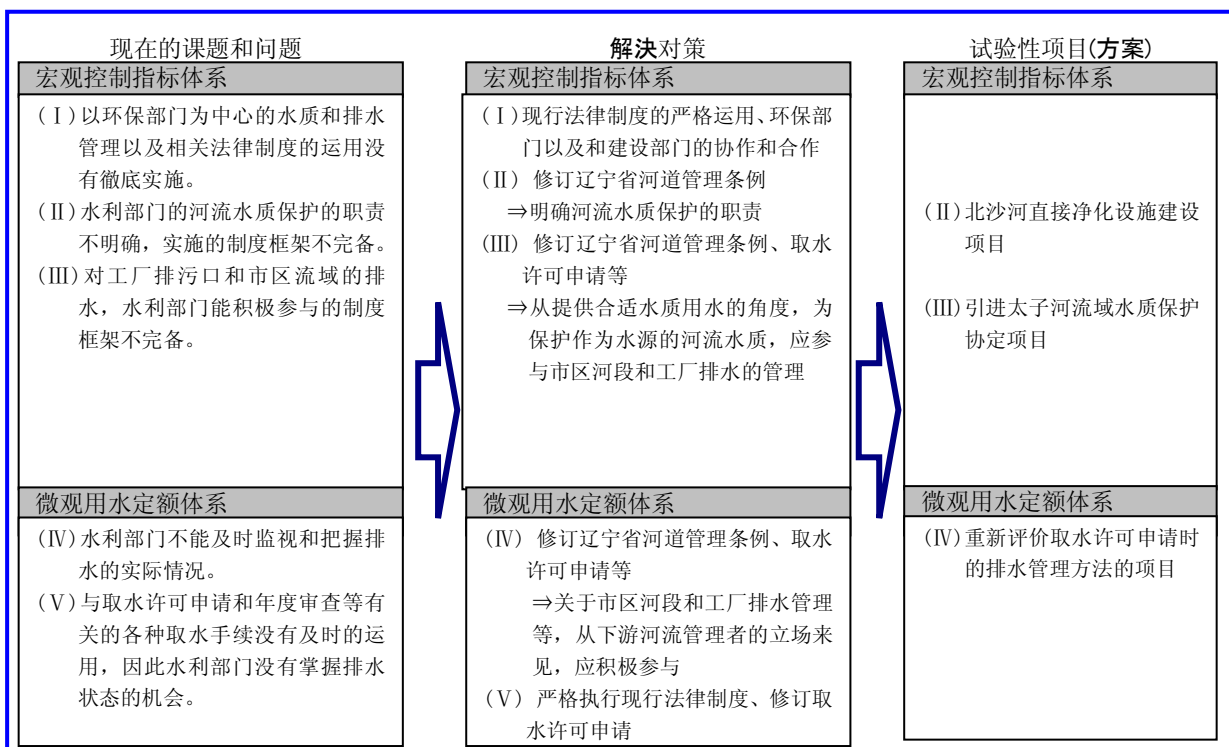 现在的课题和问题
宏观控制指标体系
(Ⅰ)以环保部门为中心的水质和排水
管理以及相关法律制度的运用没
有徹底实施。
(Ⅱ)水利部门的河流水质保护的职责
不明确，实施的制度框架不完备。
(Ⅲ)对工厂排污口和市区流域的排
水，水利部门能积极参与的制度
框架不完备。
微观用水定额体系
(Ⅳ)水利部门不能及时监视和把握排
水的实际情况。
(Ⅴ)与取水许可申请和年度审查等有
关的各种取水手续没有及时的运
用，因此水利部门没有掌握排水
状态的机会。
解決对策
宏观控制指标体系
(Ⅰ)现行法律制度的严格运用、环保部
门以及和建设部门的协作和合作
(Ⅱ) 修订辽宁省河道管理条例
⇒明确河流水质保护的职责
(Ⅲ) 修订辽宁省河道管理条例、取水
许可申请等
⇒从提供合适水质用水的角度，为
保护作为水源的河流水质，应参
与市区河段和工厂排水的管理
微观用水定额体系
(Ⅳ) 修订辽宁省河道管理条例、取水
许可申请等
⇒关于市区河段和工厂排水管理
等，从下游河流管理者的立场来
见，应积极参与
(Ⅴ) 严格执行现行法律制度、修订取
水许可申请
试验性项目(方案)
宏观控制指标体系
(Ⅱ)北沙河直接净化设施建设
项目
(Ⅲ)引进太子河流域水质保护
协定项目
微观用水定额体系
(Ⅳ)重新评价取水许可申请时
的排水管理方法的项目